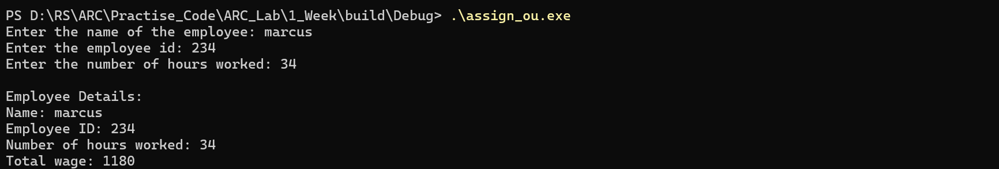 PS D:\RS\ARC\Practise_Code\ARC_Lab\1_Week\build\Debug> .\assign_ou.exe
Enter the name of the employee: marcus
Enter the employee id: 234
Enter the number of hours worked: 34

Employee Details:
Name: marcus
Employee ID: 234
Number of hours worked: 34
Total wage: 1180